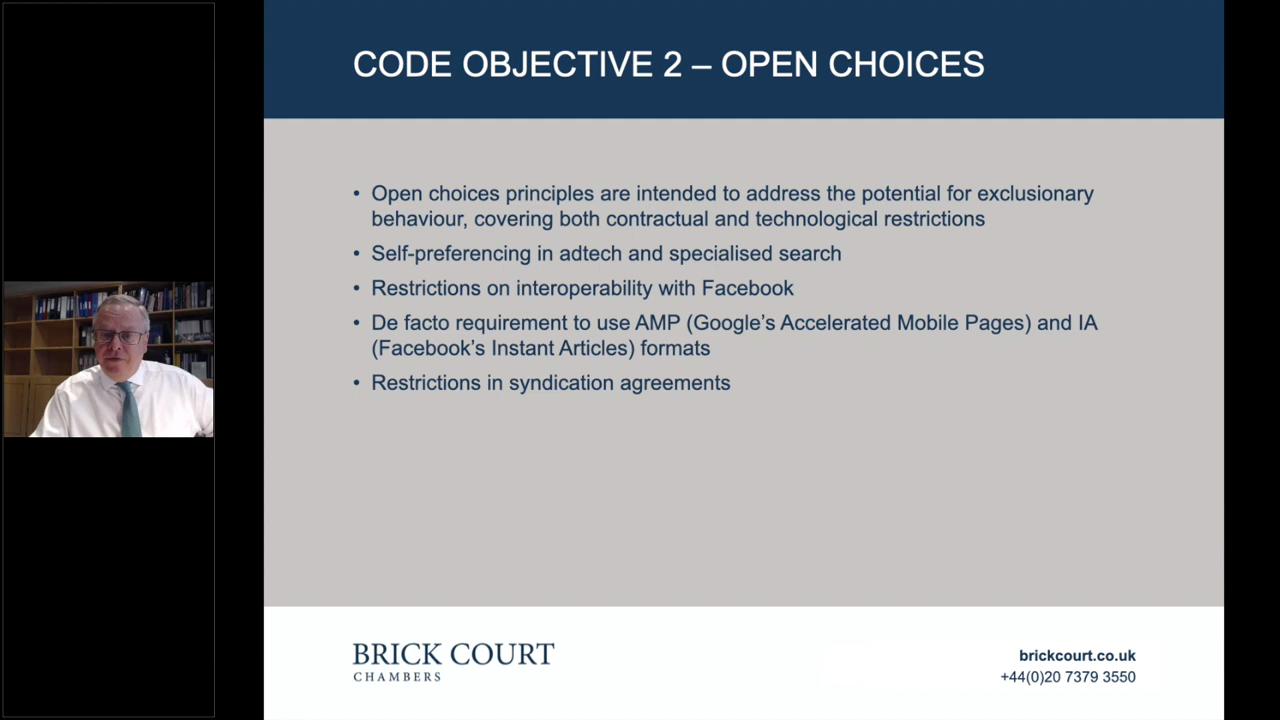 CODE OBJECTIVE 2 – OPEN CHOICES
• Open choices principles are intended to address the potential for exclusionary
behaviour, covering both contractual and technological restrictions
• Self-preferencing in adtech and specialised search
• Restrictions on interoperability with Facebook
• De facto requirement to use AMP (Google's Accelerated Mobile Pages) and IA
(Facebook's Instant Articles) formats
• Restrictions in syndication agreements
BRICK COURT
CHAMBERS
brickcourt.co.uk
+44(0)20 7379 3550